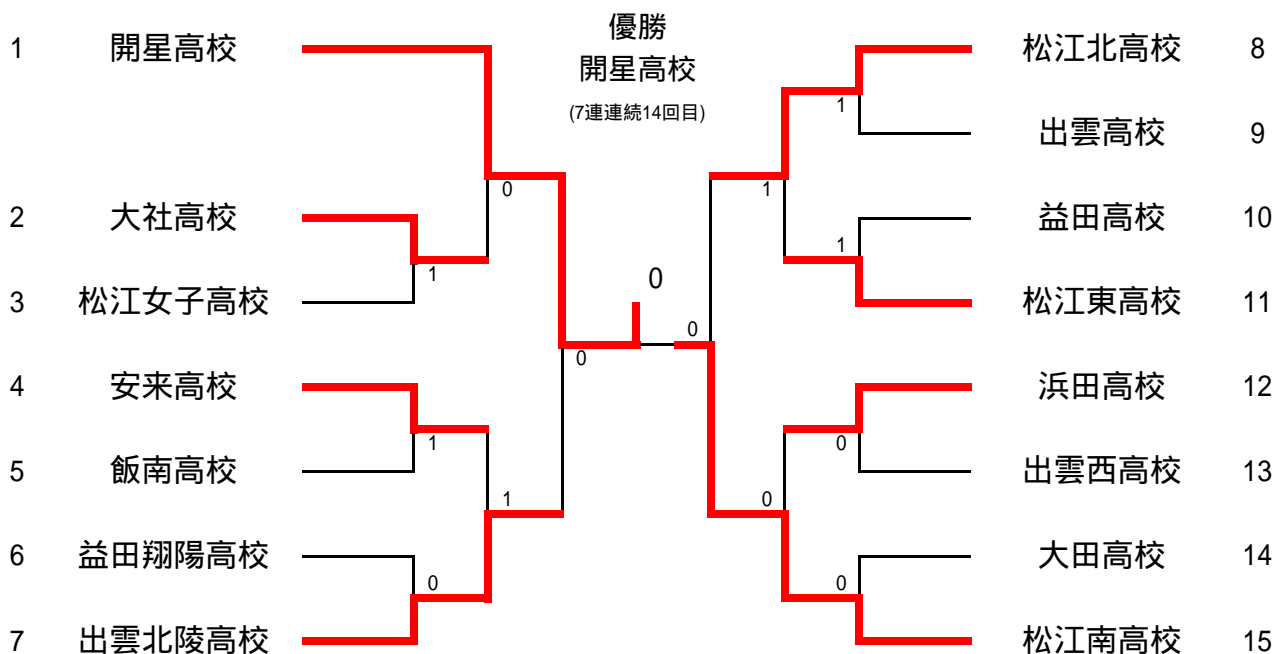 優勝
開星高校
(7連連続14回目)
1 開星高校
0
2 大社高校
1
3 松江女子高校
4 安来高校
1
5 飯南高校
1
6 益田翔陽高校
0
7 出雲北陵高校
0
0
0
松江北高校 8
1
出雲高校 9
1
益田高校 10
1
松江東高校 11
浜田高校 12
0
出雲西高校 13
0
大田高校 14
0
松江南高校 15